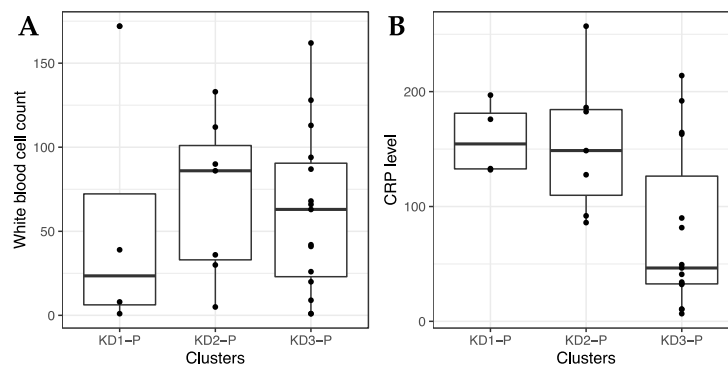 A
White blood cell count
150
100
50
0
KD1−P KD2−P KD3−P
Clusters
B
CRP level
200
100
0
KD1−P KD2−P KD3−P
Clusters